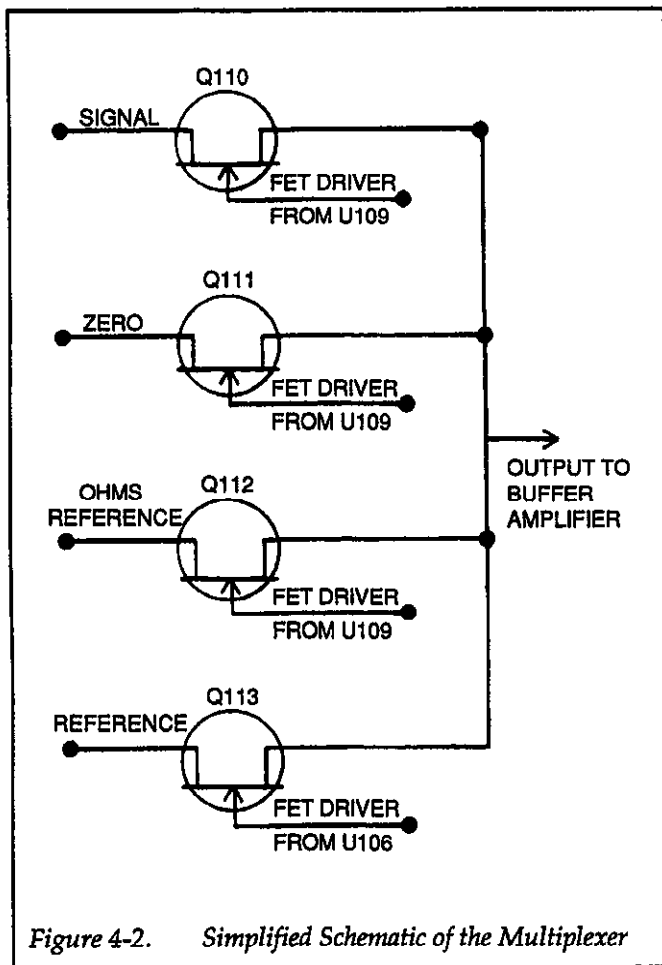 Q110
SIGNAL
FET DRIVER
FROM U109
Q111
ZERO
FET DRIVER
FROM U109
Q112
OHMS
REFERENCE
FET DRIVER
FROM U109
OUTPUT TO
BUFFER
AMPLIFIER
Q113
REFERENCE
FET DRIVER
FROM U106
Figure 4-2. Simplified Schematic of the Multiplexer